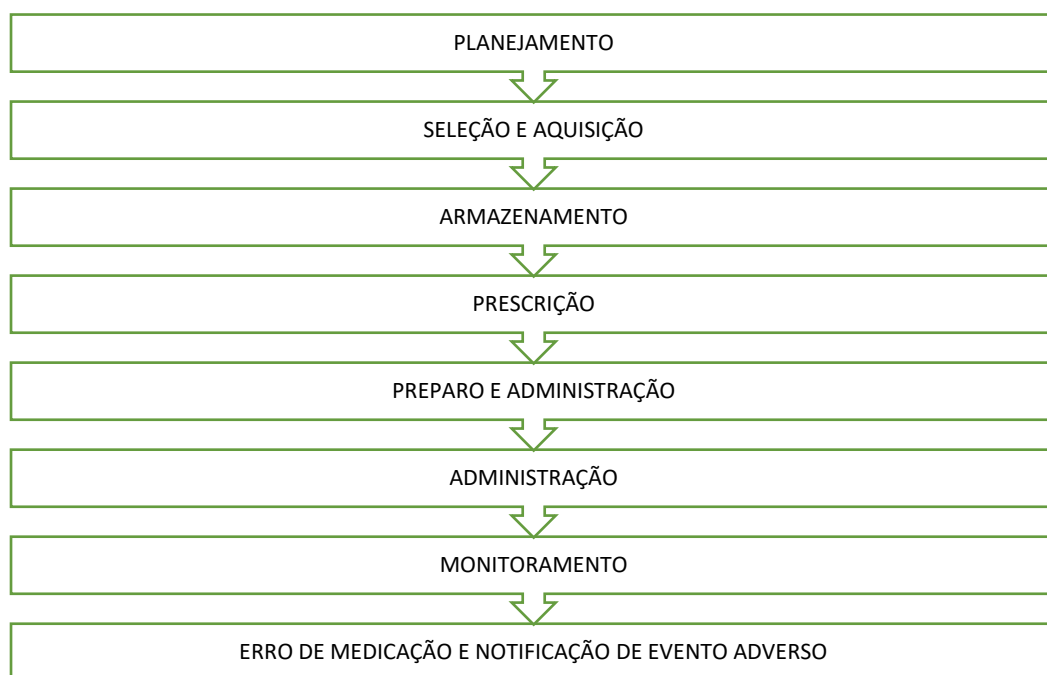 PLANEJAMENTO
SELEÇÃO E AQUISIÇÃO
ARMAZENAMENTO
PRESCRIÇÃO
PREPARO E ADMINISTRAÇÃO
ADMINISTRAÇÃO
MONITORAMENTO
ERRO DE MEDICAÇÃO E NOTIFICAÇÃO DE EVENTO ADVERSO